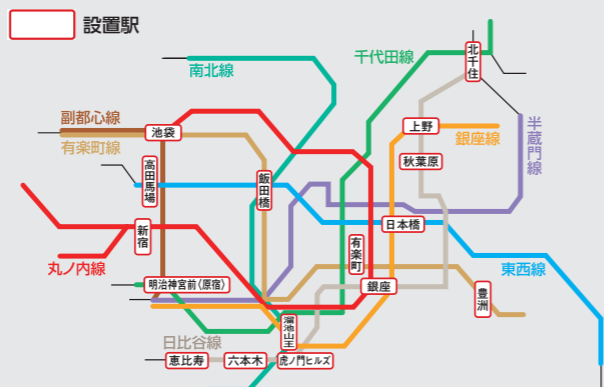 設置駅
南北線
千代田線
北千住
副都心線
池袋
有楽町線
上野
銀座線
半蔵門線
高田馬場
飯田橋
秋葉原
新宿
日本橋
有楽町
丸ノ内線
東西線
明治神宮前(原宿)
銀座
豊洲
溜池山王
日比谷線
恵比寿
六本木
虎ノ門ヒルズ